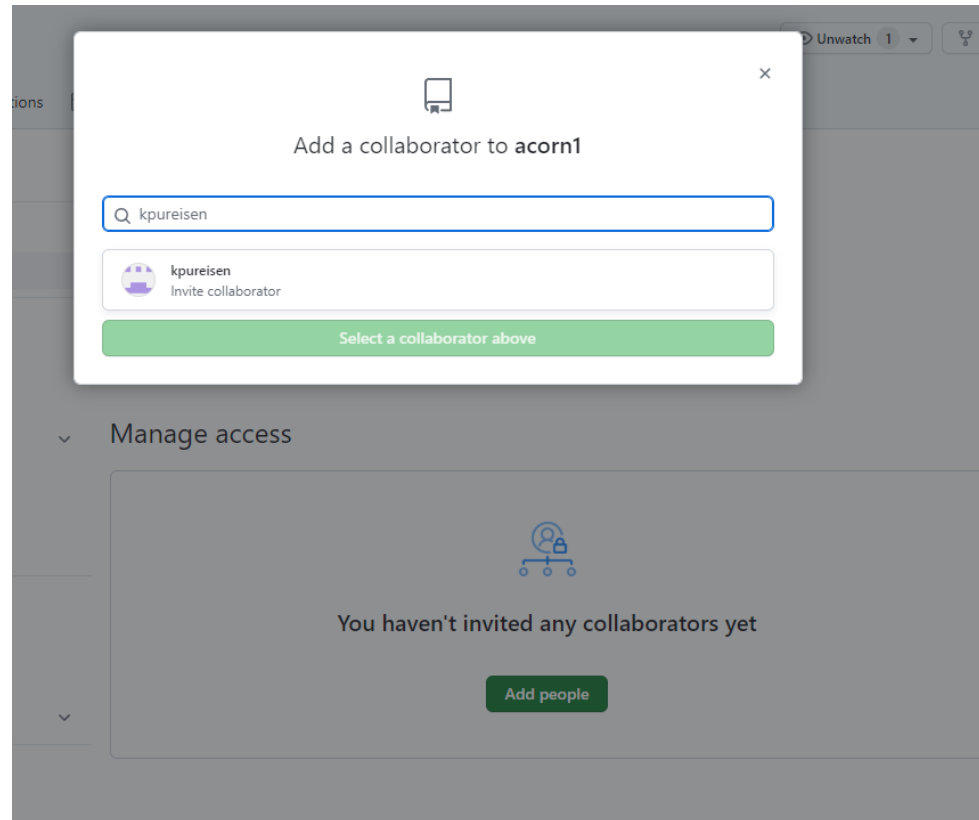 Unwatch 1
tions
Add a collaborator to acorn1
kpureisen
kpureisen
Invite collaborator
Select a collaborator above
Manage access
You haven't invited any collaborators yet
Add people